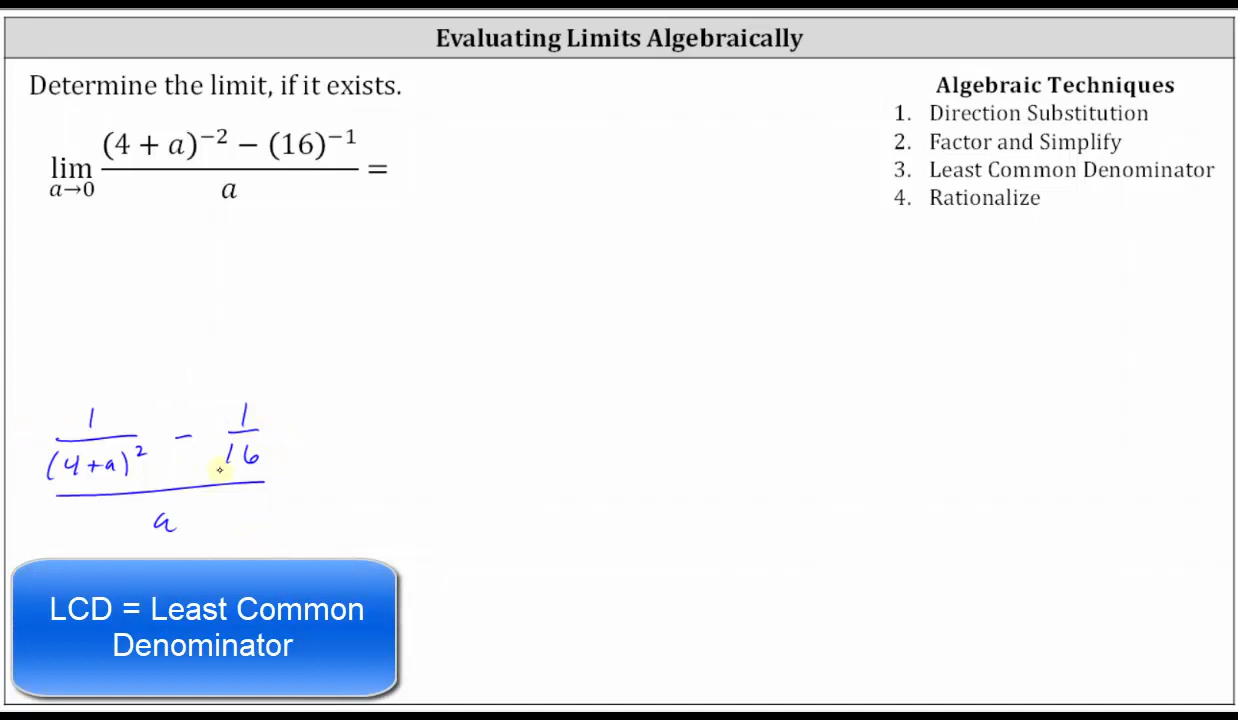 Evaluating Limits Algebraically
Determine the limit, if it exists.
lim a→0 (4 + a)⁻² − (16)⁻¹ / a =
Algebraic Techniques
1. Direction Substitution
2. Factor and Simplify
3. Least Common Denominator
4. Rationalize
1/(4+a)² − 1/16
a
LCD = Least Common
Denominator